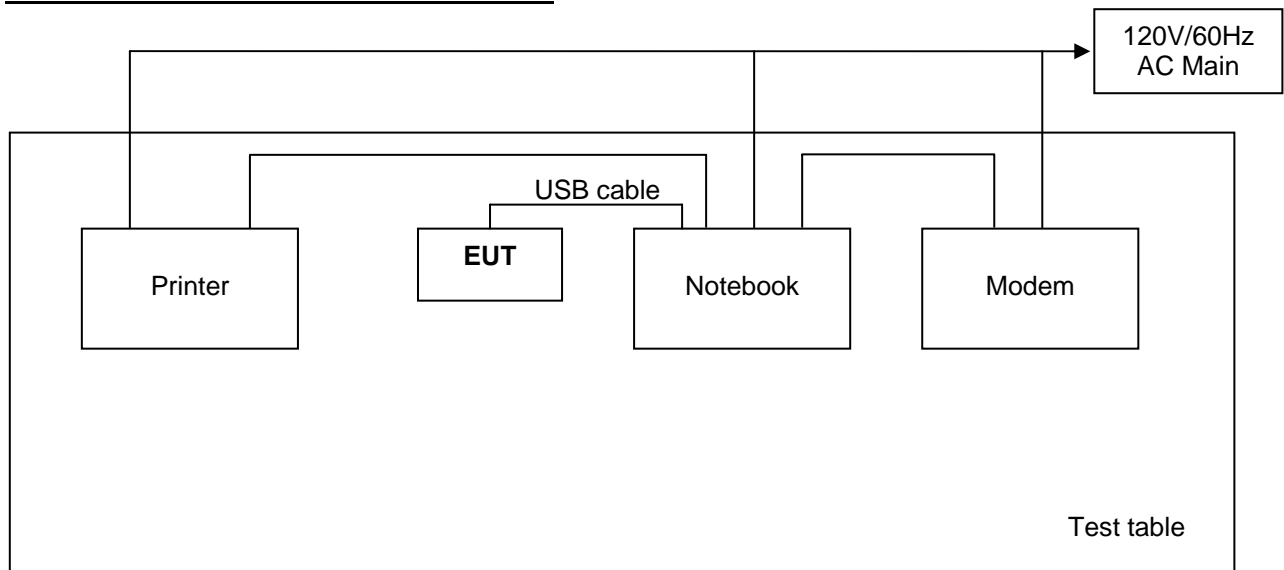 120V/60Hz
AC Main
USB cable
EUT
Printer
Notebook
Modem
Test table